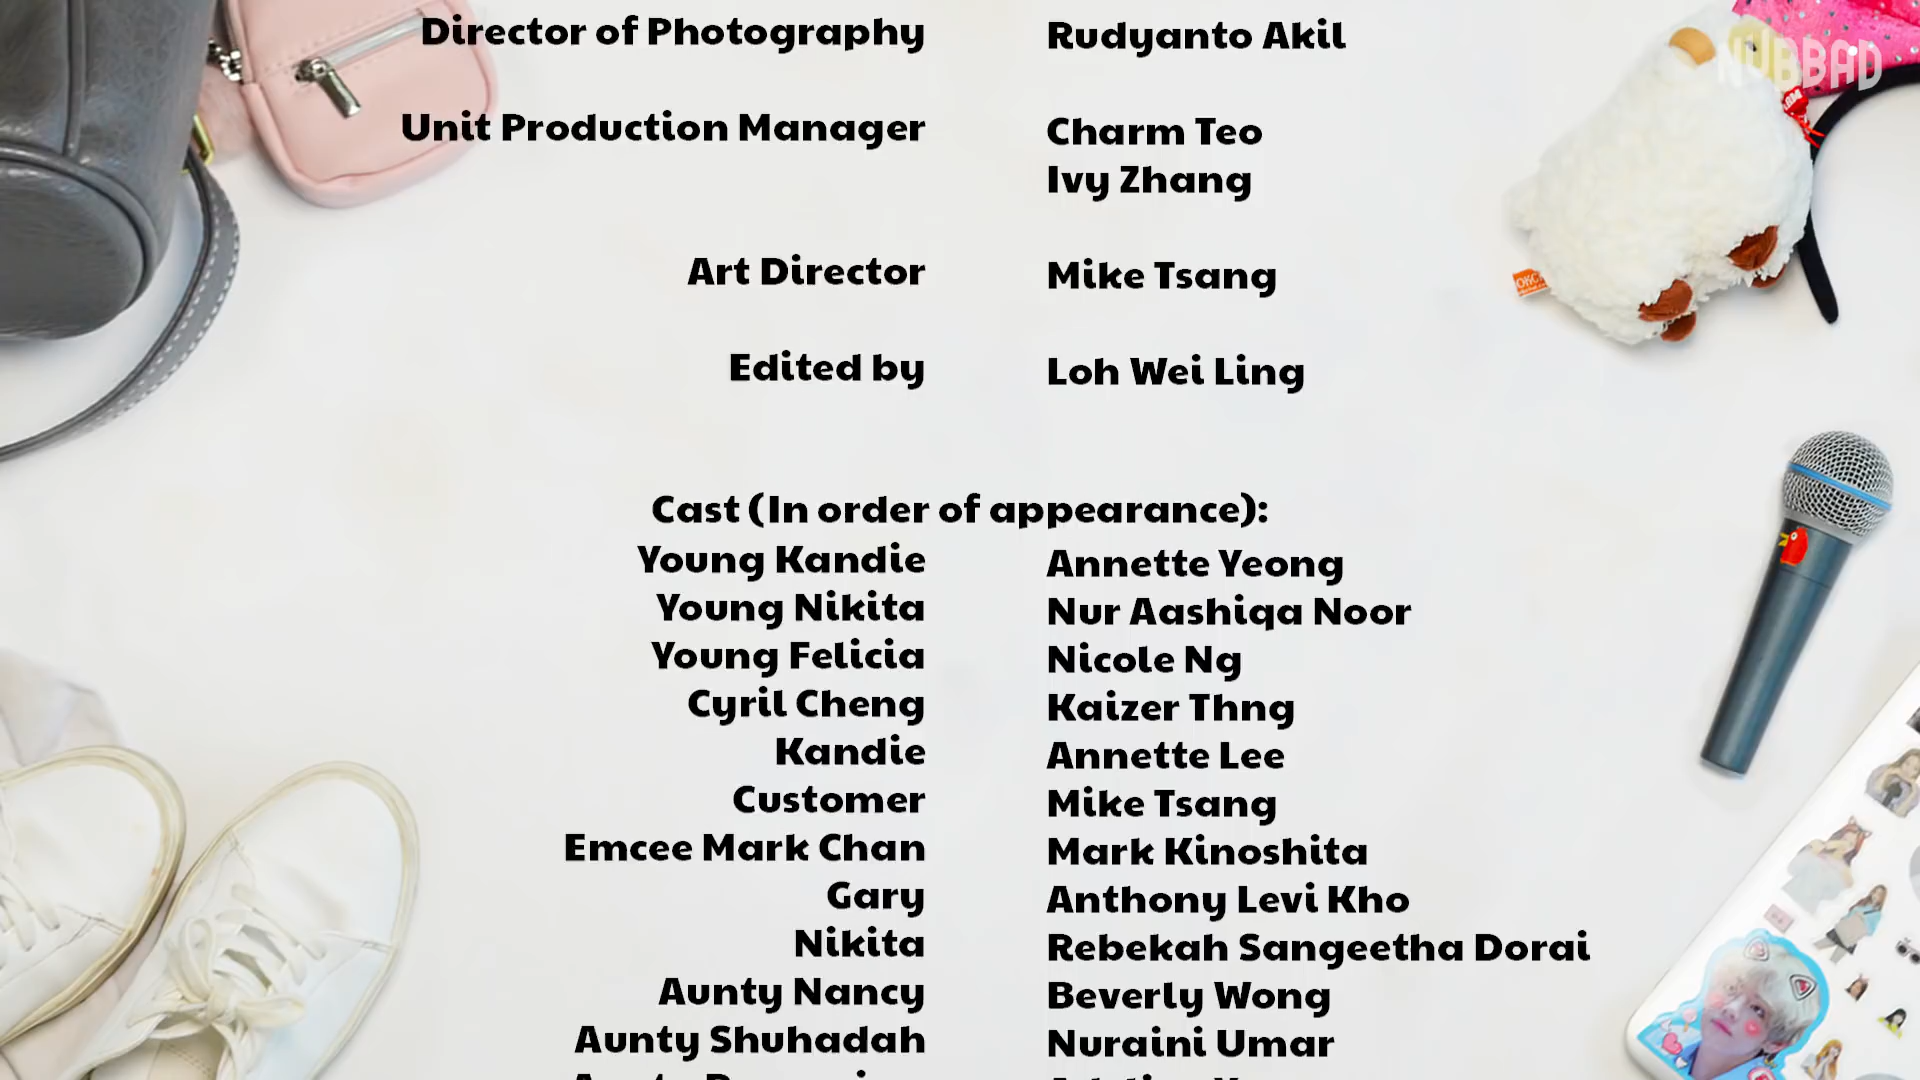 NUBBAD
Director of Photography Rudyanto Akil
Unit Production Manager Charm Teo
Ivy Zhang
Art Director Mike Tsang
Edited by Loh Wei Ling
Cast (In order of appearance):
Young Kandie Annette Yeong
Young Nikita Nur Aashiqa Noor
Young Felicia Nicole Ng
Cyril Cheng Kaizer Thng
Kandie Annette Lee
Customer Mike Tsang
Emcee Mark Chan Mark Kinoshita
Gary Anthony Levi Kho
Nikita Rebekah Sangeetha Dorai
Aunty Nancy Beverly Wong
Aunty Shuhadah Nuraini Umar